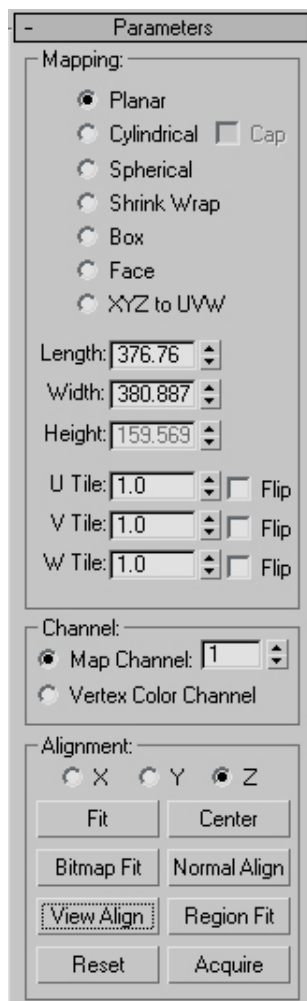 - Parameters
Mapping:
Planar
Cylindrical Cap
Spherical
Shrink Wrap
Box
Face
XYZ to UVW
Length: 376.76
Width: 380.887
Height: 159.569
U Tile: 1.0 Flip
V Tile: 1.0 Flip
W Tile: 1.0 Flip
Channel:
Map Channel: 1
Vertex Color Channel
Alignment:
X Y Z
Fit Center
Bitmap Fit Normal Align
View Align Region Fit
Reset Acquire